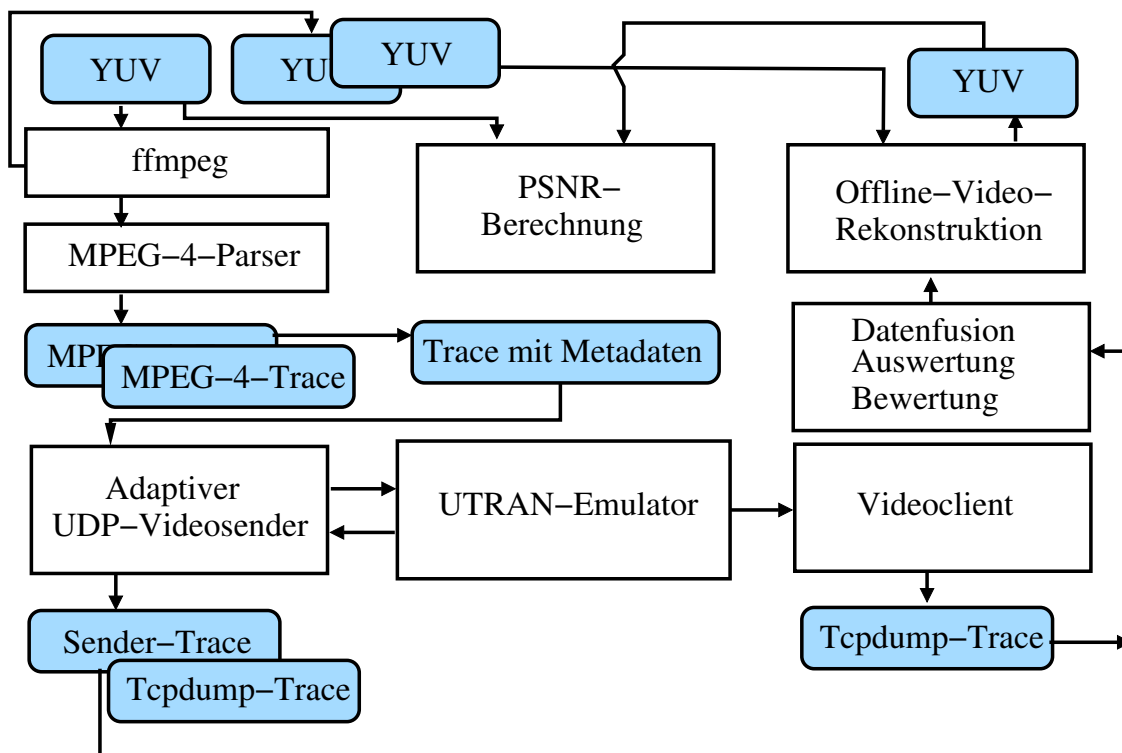 YUV
YU
YUV
YUV
ffmpeg
PSNR–
Berechnung
Offline–Video–
Rekonstruktion
MPEG–4–Parser
MPE
MPEG–4–Trace
Trace mit Metadaten
Datenfusion
Auswertung
Bewertung
Adaptiver
UDP–Videosender
UTRAN–Emulator
Videoclient
Sender–Trace
Tcpdump–Trace
Tcpdump–Trace